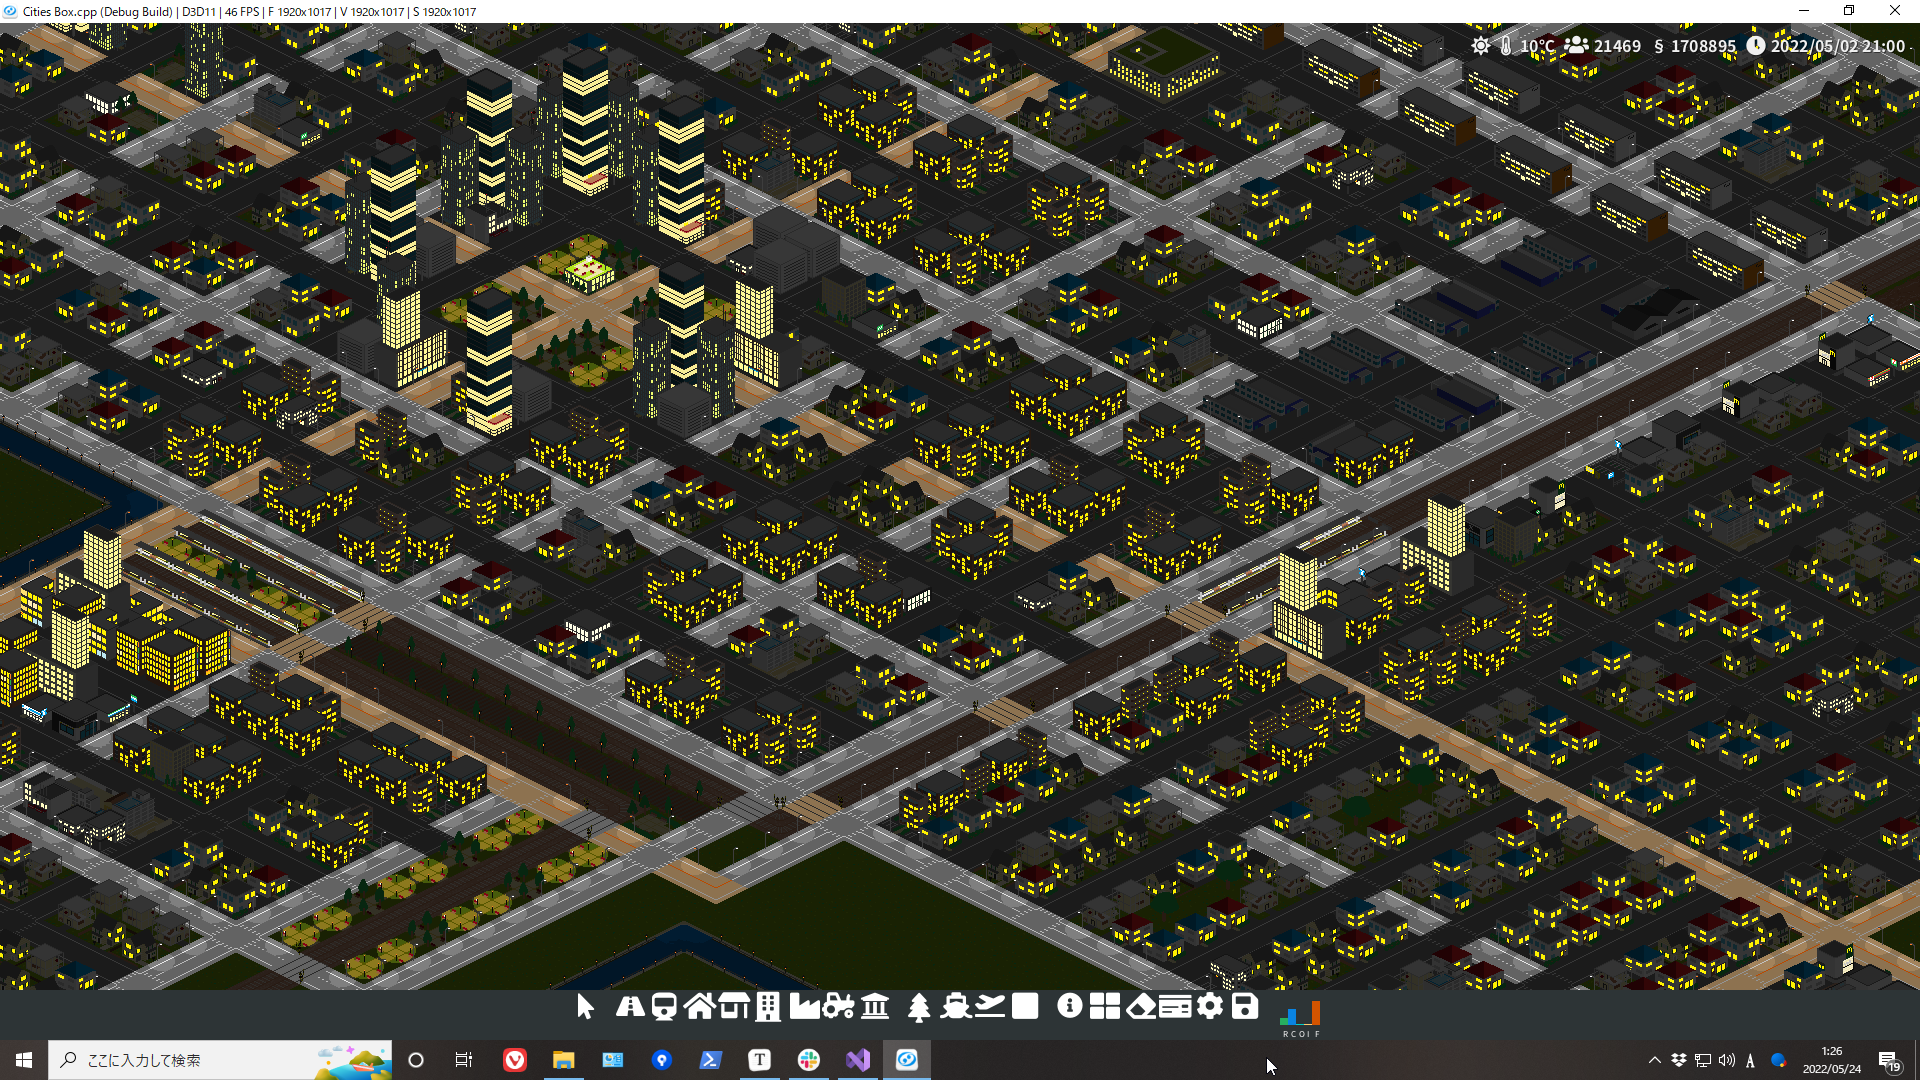 Cities Box.cpp (Debug Build) | D3D11 | 46 FPS | F 1920x1017 | V 1920x1017 | S 1920x1017
10℃ 21469 § 1708895 2022/05/02 21:00
R C O I F
ここに入力して検索
T
A
1:26
2022/05/24
19